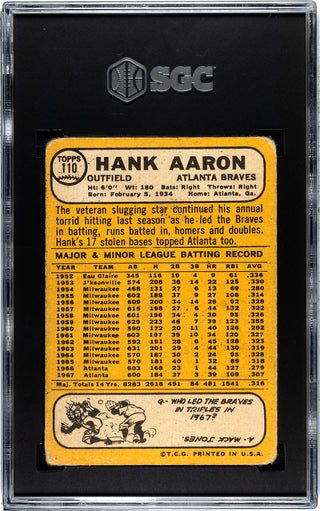 SGC
TOPPS
110
HANK AARON
OUTFIELD ATLANTA BRAVES
Ht: 6'0" Wt: 180 Bats: Right Throws: Right
Born: February 5, 1934 Home: Atlanta, Ga.
The veteran slugging star continued his annual
torrid hitting last season as he led the Braves
in batting, runs batted in, homers and doubles.
Hank's 17 stolen bases topped Atlanta too.
MAJOR & MINOR LEAGUE BATTING RECORD
YEAR TEAM AB H 2B 3B HR RBI AVG
1952 Eau Claire 345 116 19 4 9 61 .336
1953 J'ksonville 574 208 36 14 22 125
1954 Milwaukee 468 131 27 6 13 69 .280
1955 Milwaukee 602 189 37 9 27 106 .314
1956 Milwaukee 609 200 34 14 26 92 .328
1957 Milwaukee 615 198 27 6 44 132 .322
1958 Milwaukee 601 196 34 4 30 95 .326
1959 Milwaukee 629 223 46 7 39 123 .355
1960 Milwaukee 590 172 20 11 40 126 .292
1961 Milwaukee 603 197 39 10 34 120 .327
1962 Milwaukee 592 191 28 6 45 128 .323
1963 Milwaukee 631 201 29 4 44 130 .319
1964 Milwaukee 570 187 30 2 24 95 .328
1965 Milwaukee 570 181 40 1 32 89 .318
1966 Atlanta 603 168 23 1 44 127 .279
1967 Atlanta 600 184 37 3 39 109 .307
Maj. Totals 14 Yrs. 8283 2618 451 84 481 1541 .316
Q- WHO LED THE BRAVES
IN TRIPLES IN
1967?
A- MACK JONES.
©T.C.G. PRINTED IN U.S.A.